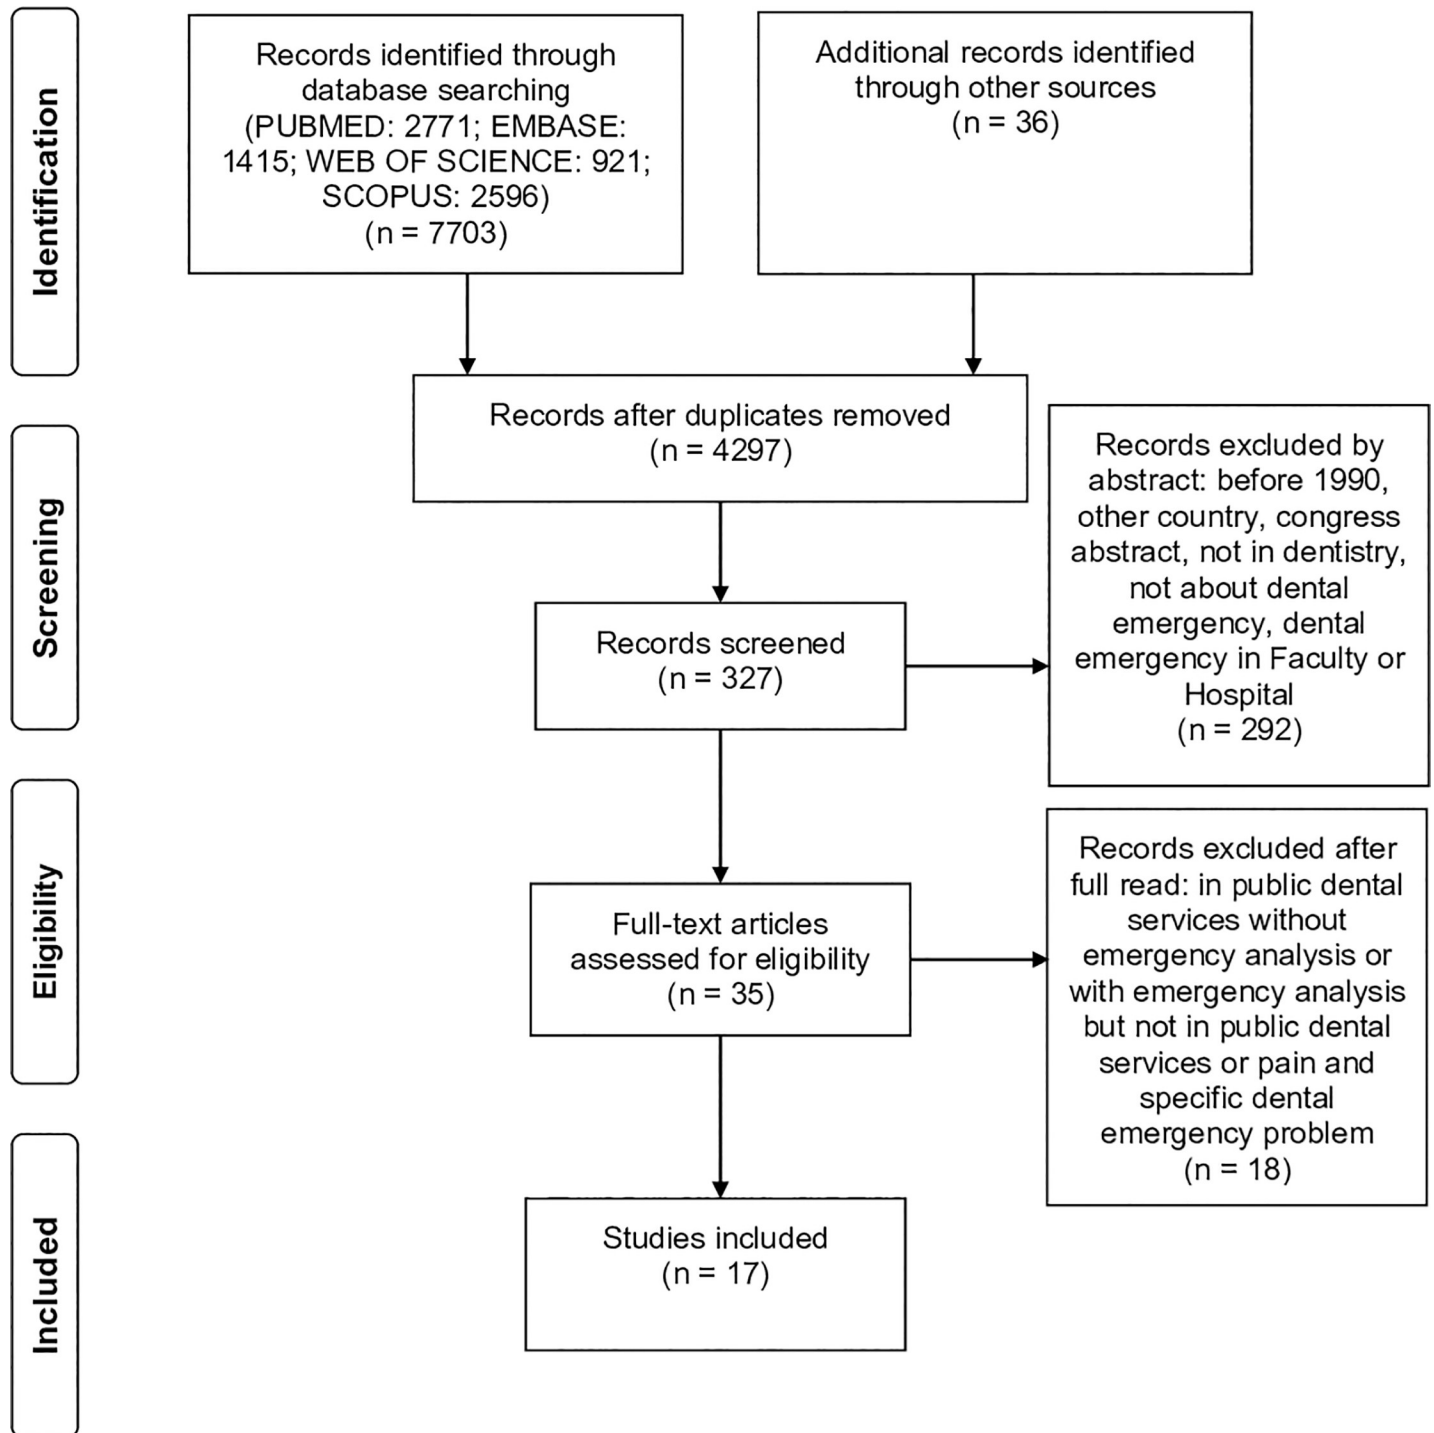 Identification
Records identified through
database searching
(PUBMED: 2771; EMBASE:
1415; WEB OF SCIENCE: 921;
SCOPUS: 2596)
(n = 7703)
Additional records identified
through other sources
(n = 36)
Records after duplicates removed
(n = 4297)
Screening
Records screened
(n = 327)
Records excluded by
abstract: before 1990,
other country, congress
abstract, not in dentistry,
not about dental
emergency, dental
emergency in Faculty or
Hospital
(n = 292)
Eligibility
Full-text articles
assessed for eligibility
(n = 35)
Records excluded after
full read: in public dental
services without
emergency analysis or
with emergency analysis
but not in public dental
services or pain and
specific dental
emergency problem
(n = 18)
Included
Studies included
(n = 17)